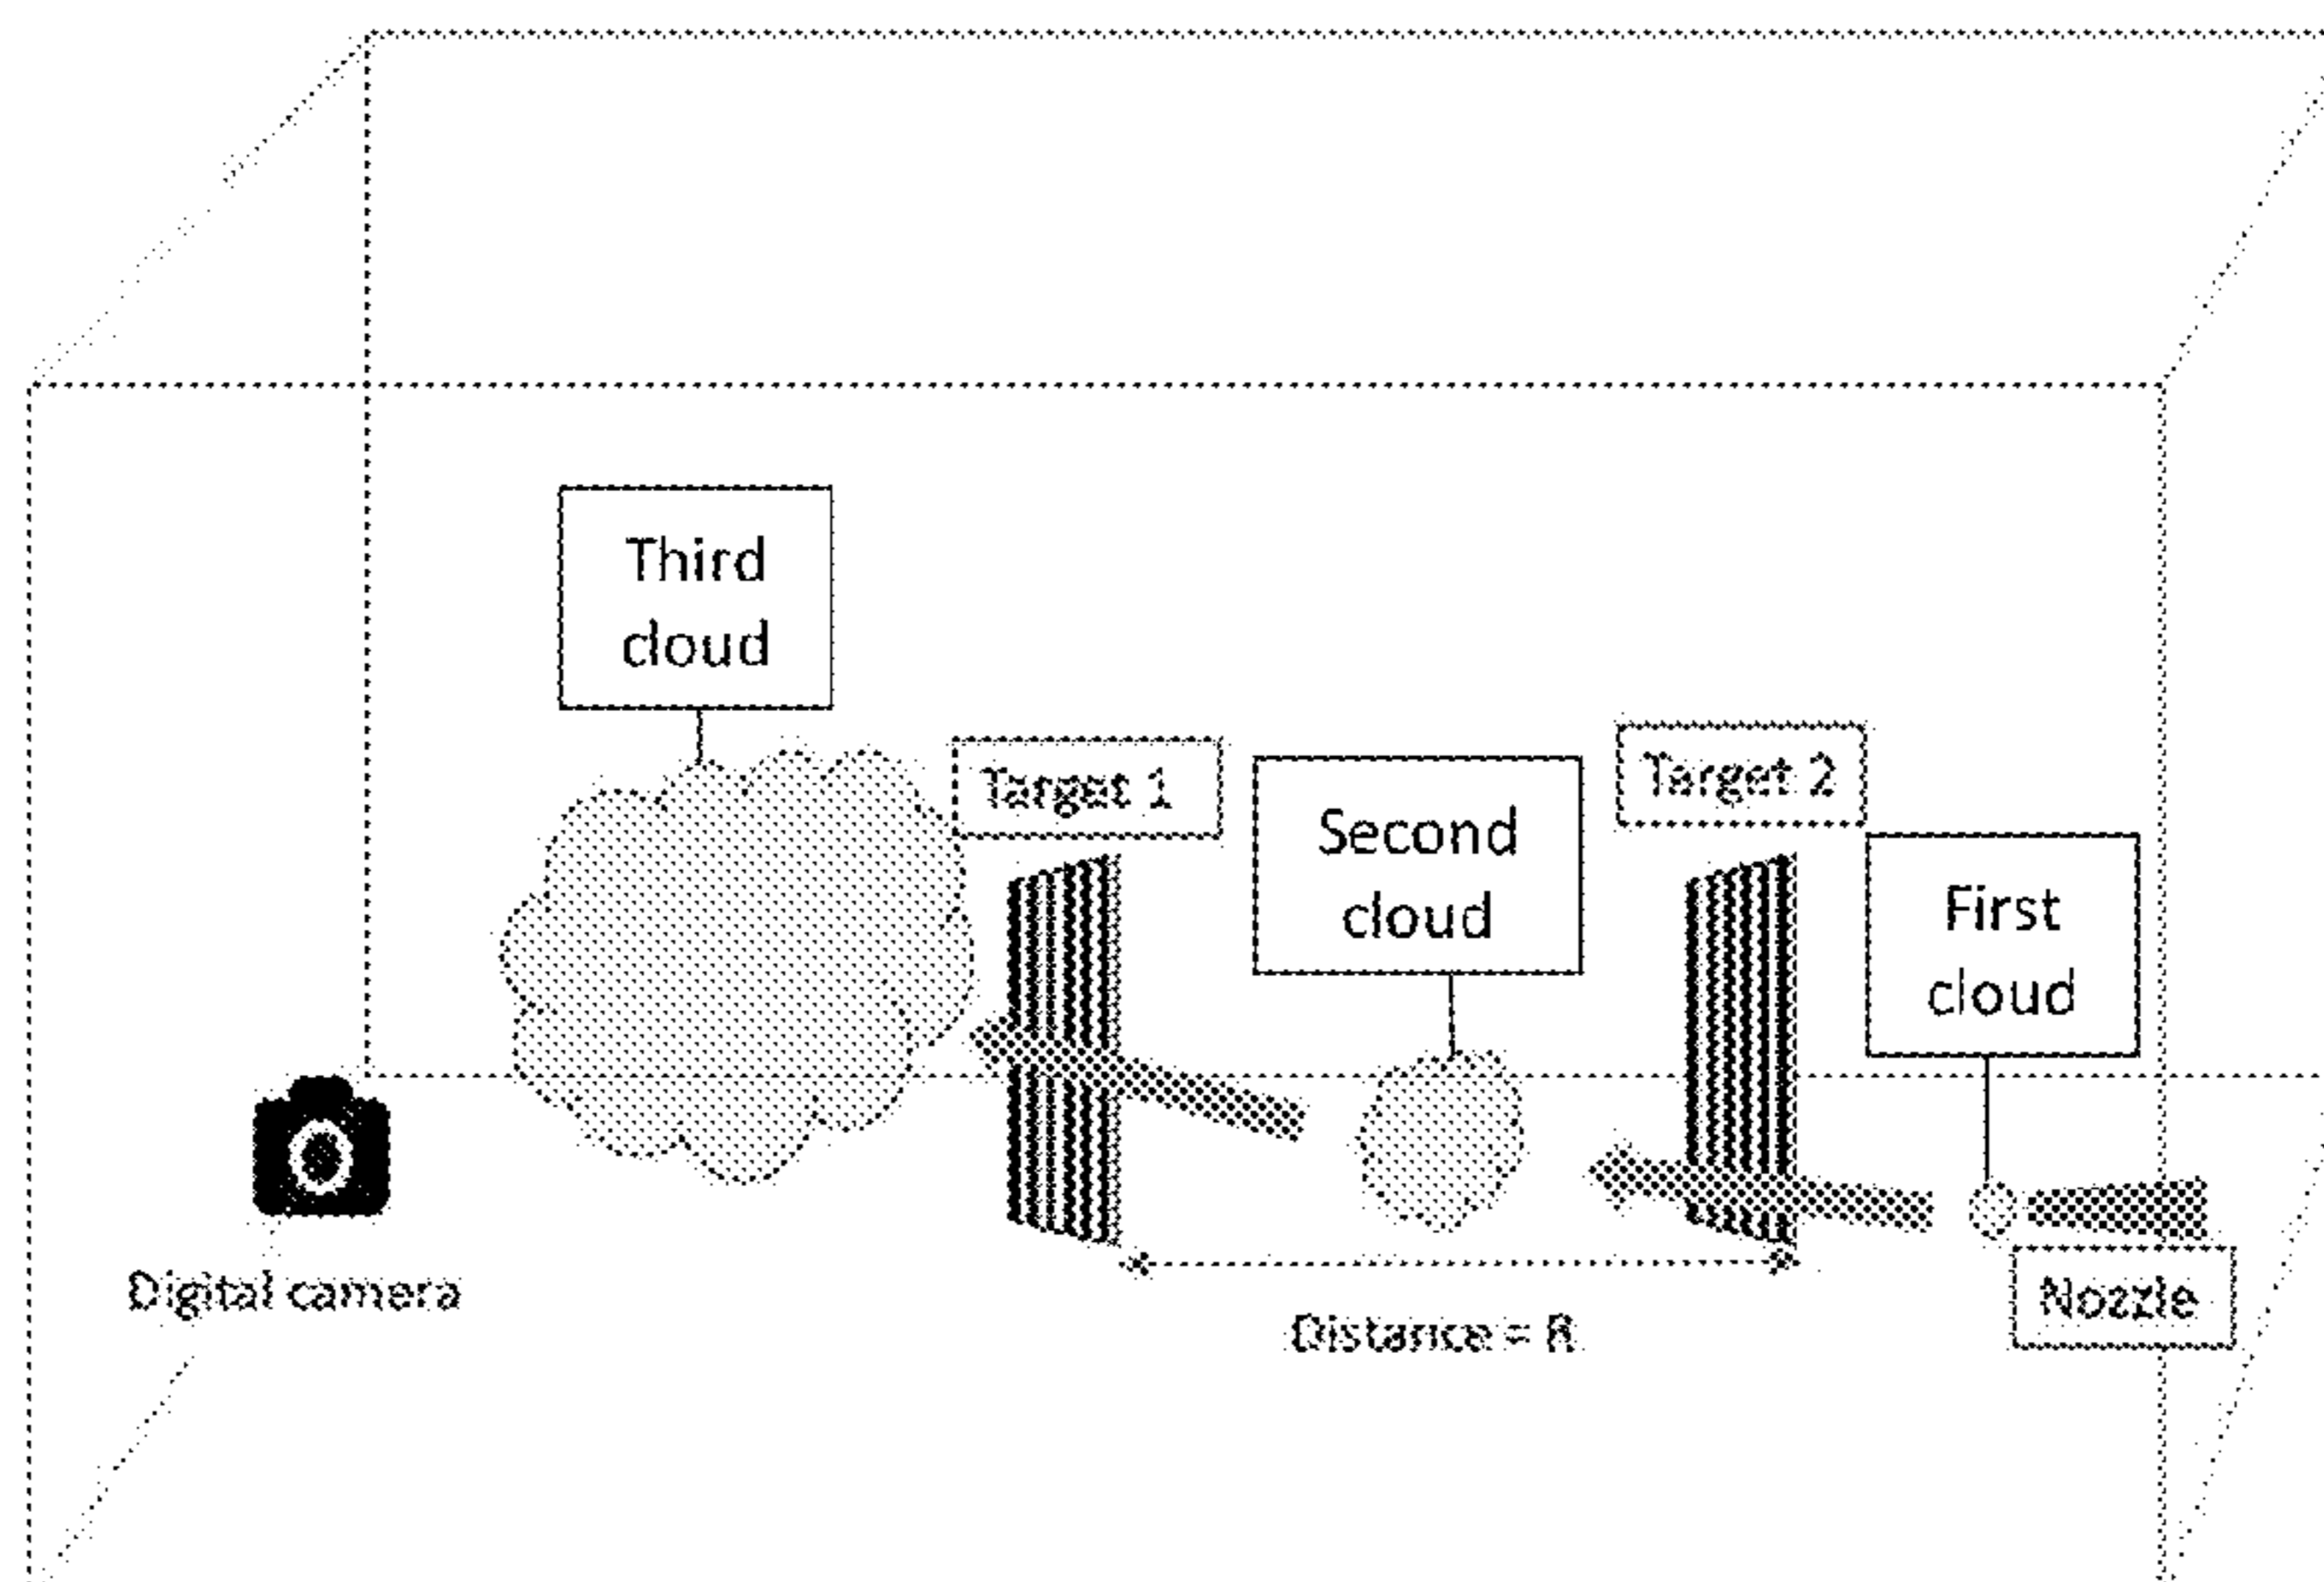 Third
cloud
Target 1
Second
cloud
Target 2
First
cloud
Digital camera
Distance = R
Nozzle